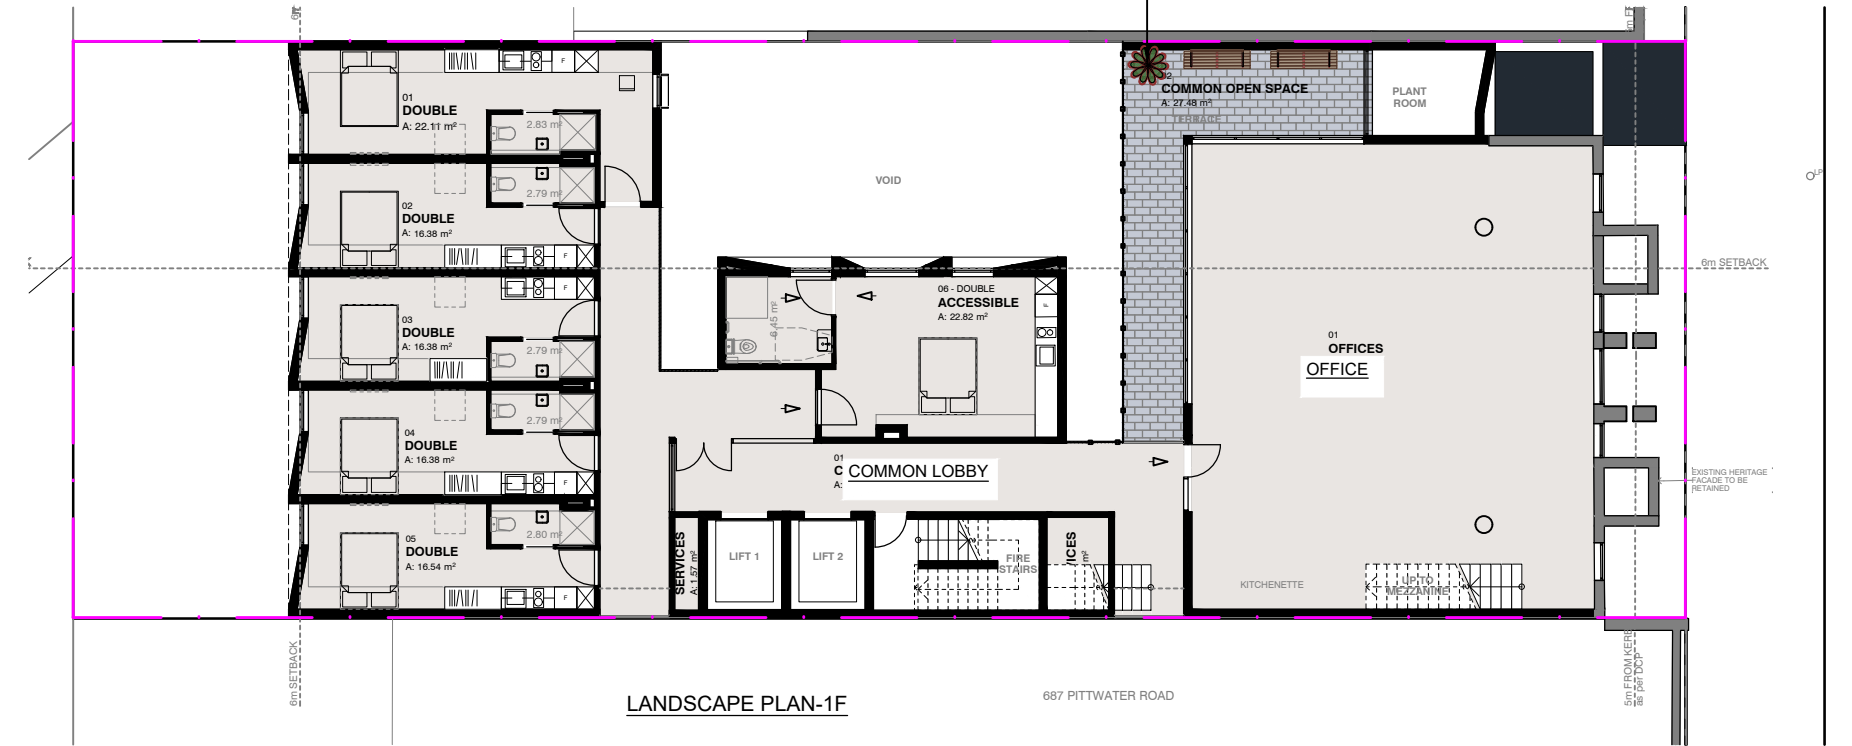 6m SETBACK
01
DOUBLE
A: 22.11 m²
2.83 m²
F
02
DOUBLE
A: 16.38 m²
2.79 m²
F
03
DOUBLE
A: 16.38 m²
2.79 m²
F
04
DOUBLE
A: 16.38 m²
2.79 m²
F
05
DOUBLE
A: 16.54 m²
2.80 m²
F
VOID
06 - DOUBLE
ACCESSIBLE
A: 22.82 m²
6.45 m²
F
COMMON OPEN SPACE
A: 27.48 m²
TERRACE
PLANT
ROOM
01
OFFICES
OFFICE
01
C
A:
COMMON LOBBY
SERVICES
A: 1.57 m²
LIFT 1
LIFT 2
FIRE
STAIRS
VICES
m²
KITCHENETTE
UP TO
MEZZANINE
LP
EXISTING HERITAGE
FACADE TO BE
RETAINED
6m SETBACK
5m FROM KERB
as per DCP
LANDSCAPE PLAN-1F
687 PITTWATER ROAD